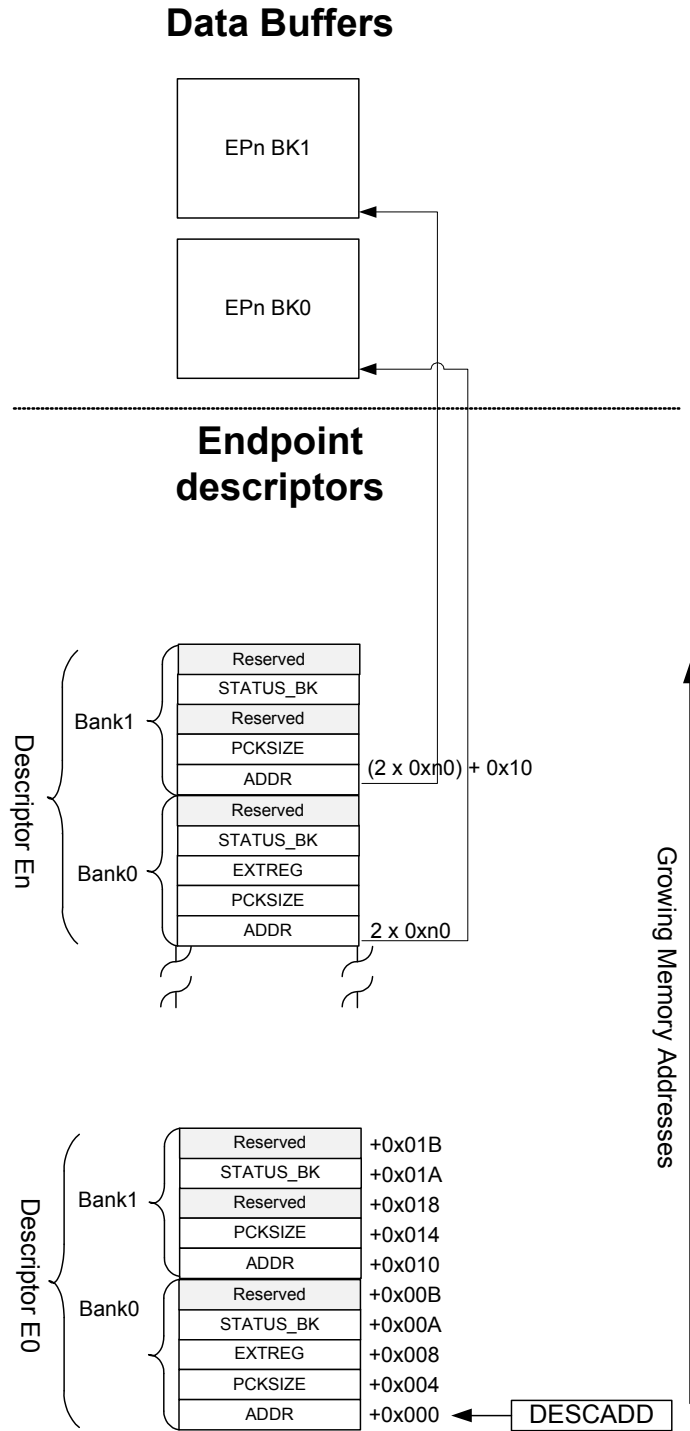 Data Buffers
EPn BK1
EPn BK0
Endpoint
descriptors
Descriptor En
Bank1
Reserved
STATUS_BK
Reserved
PCKSIZE
ADDR (2 x 0xn0) + 0x10
Bank0
Reserved
STATUS_BK
EXTREG
PCKSIZE
ADDR 2 x 0xn0
Growing Memory Addresses
Descriptor E0
Bank1
Reserved +0x01B
STATUS_BK +0x01A
Reserved +0x018
PCKSIZE +0x014
ADDR +0x010
Bank0
Reserved +0x00B
STATUS_BK +0x00A
EXTREG +0x008
PCKSIZE +0x004
ADDR +0x000 DESCADD